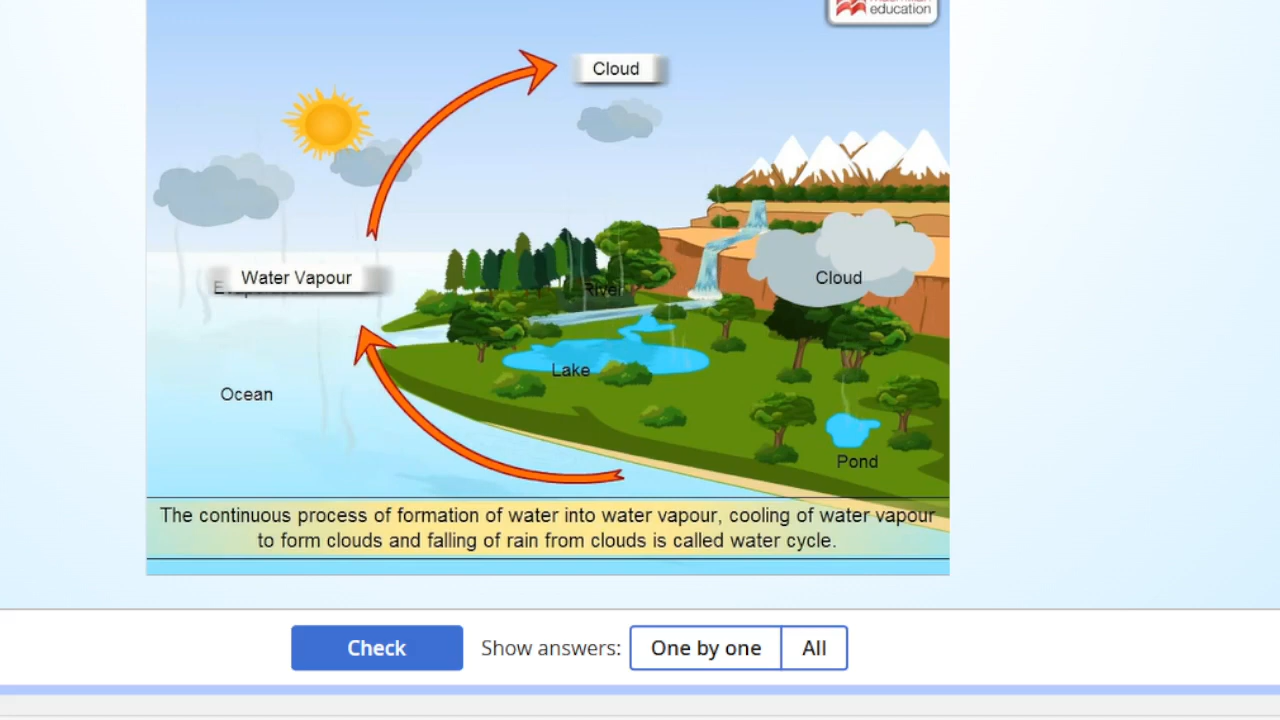 education
Cloud
Water Vapour
River
Cloud
Lake
Ocean
Pond
The continuous process of formation of water into water vapour, cooling of water vapour
to form clouds and falling of rain from clouds is called water cycle.
Check Show answers: One by one All